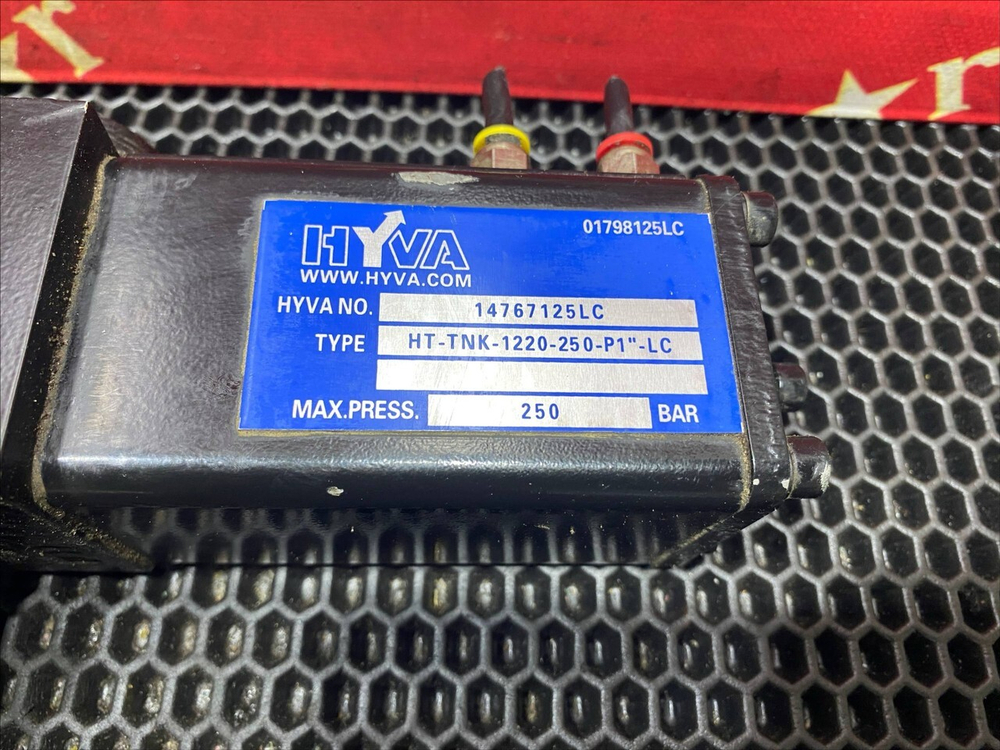 HYVA
01798125LC
WWW.HYVA.COM
HYVA NO. 14767125LC
TYPE HT-TNK-1220-250-P1"-LC
MAX.PRESS. 250 BAR